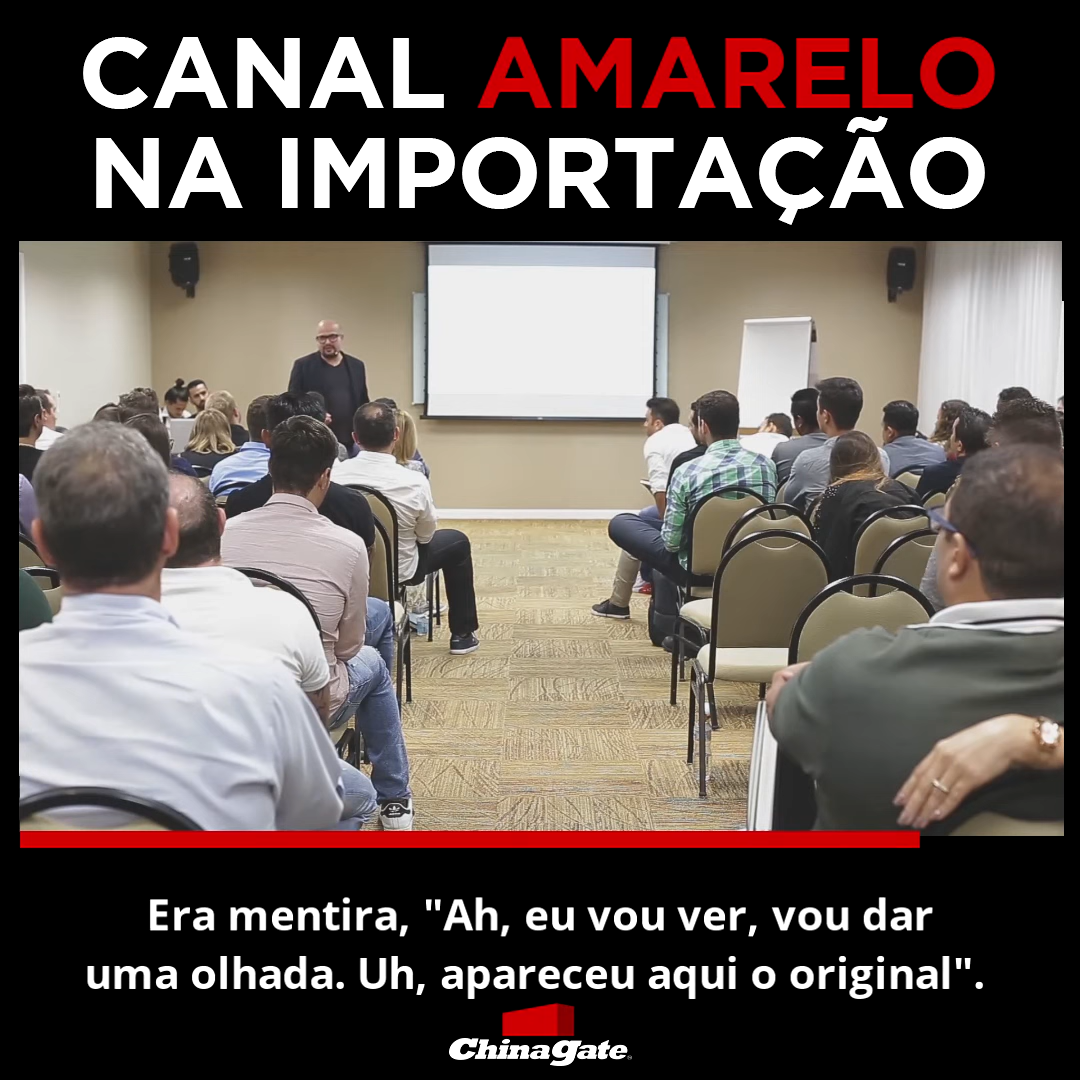 CANAL AMARELO
NA IMPORTAÇÃO
Era mentira, "Ah, eu vou ver, vou dar
uma olhada. Uh, apareceu aqui o original".
ChinaGate